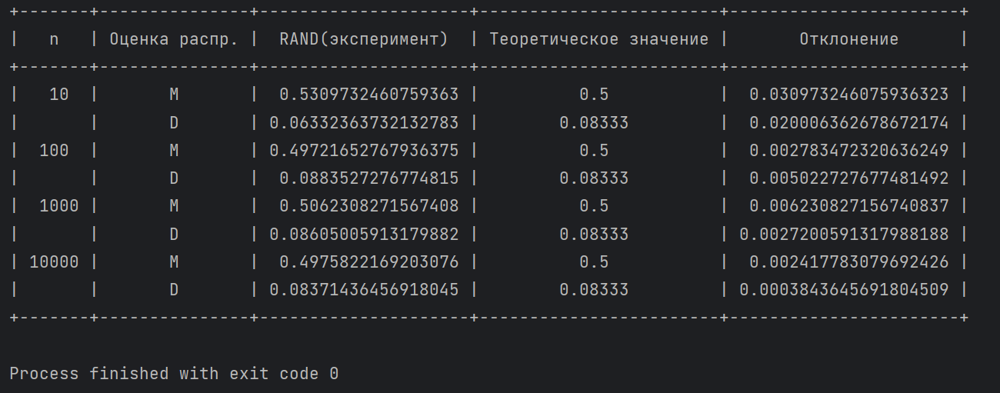 +-------+---------------+---------------------+------------------------+-----------------------+
|   n   | Оценка распр. |  RAND(эксперимент)  | Теоретическое значение |       Отклонение      |
+-------+---------------+---------------------+------------------------+-----------------------+
|   10  |       M       |  0.5309732460759363 |          0.5           |  0.030973246075936323 |
|       |       D       | 0.06332363732132783 |        0.08333         |  0.020006362678672174 |
|  100  |       M       | 0.49721652767936375 |          0.5           |  0.002783472320636249 |
|       |       D       |  0.0883527276774815 |        0.08333         |  0.005022727677481492 |
|  1000 |       M       |  0.5062308271567408 |          0.5           |  0.006230827156740837 |
|       |       D       | 0.08605005913179882 |        0.08333         | 0.0027200591317988188 |
| 10000 |       M       |  0.4975822169203076 |          0.5           |  0.002417783079692426 |
|       |       D       | 0.08371436456918045 |        0.08333         | 0.0003843645691804509 |
+-------+---------------+---------------------+------------------------+-----------------------+
Process finished with exit code 0